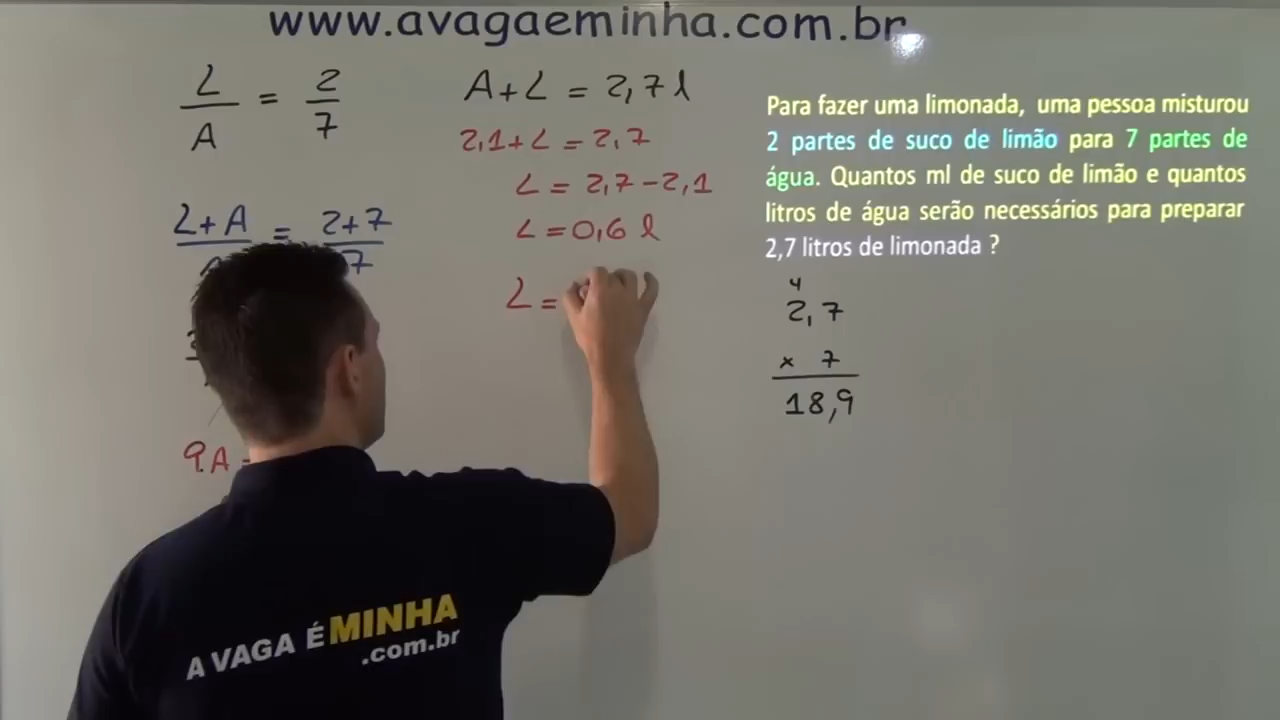 www.avagaeminha.com.br
L/A = 2/7
L+A/ = 2+7/7
9.A =
A+L = 2,7 l
2,1+L = 2,7
L = 2,7-2,1
L = 0,6 l
L =
Para fazer uma limonada, uma pessoa misturou
2 partes de suco de limão para 7 partes de
água. Quantos ml de suco de limão e quantos
litros de água serão necessários para preparar
2,7 litros de limonada ?
4
2,7
x 7
18,9
A VAGA É MINHA
.com.br